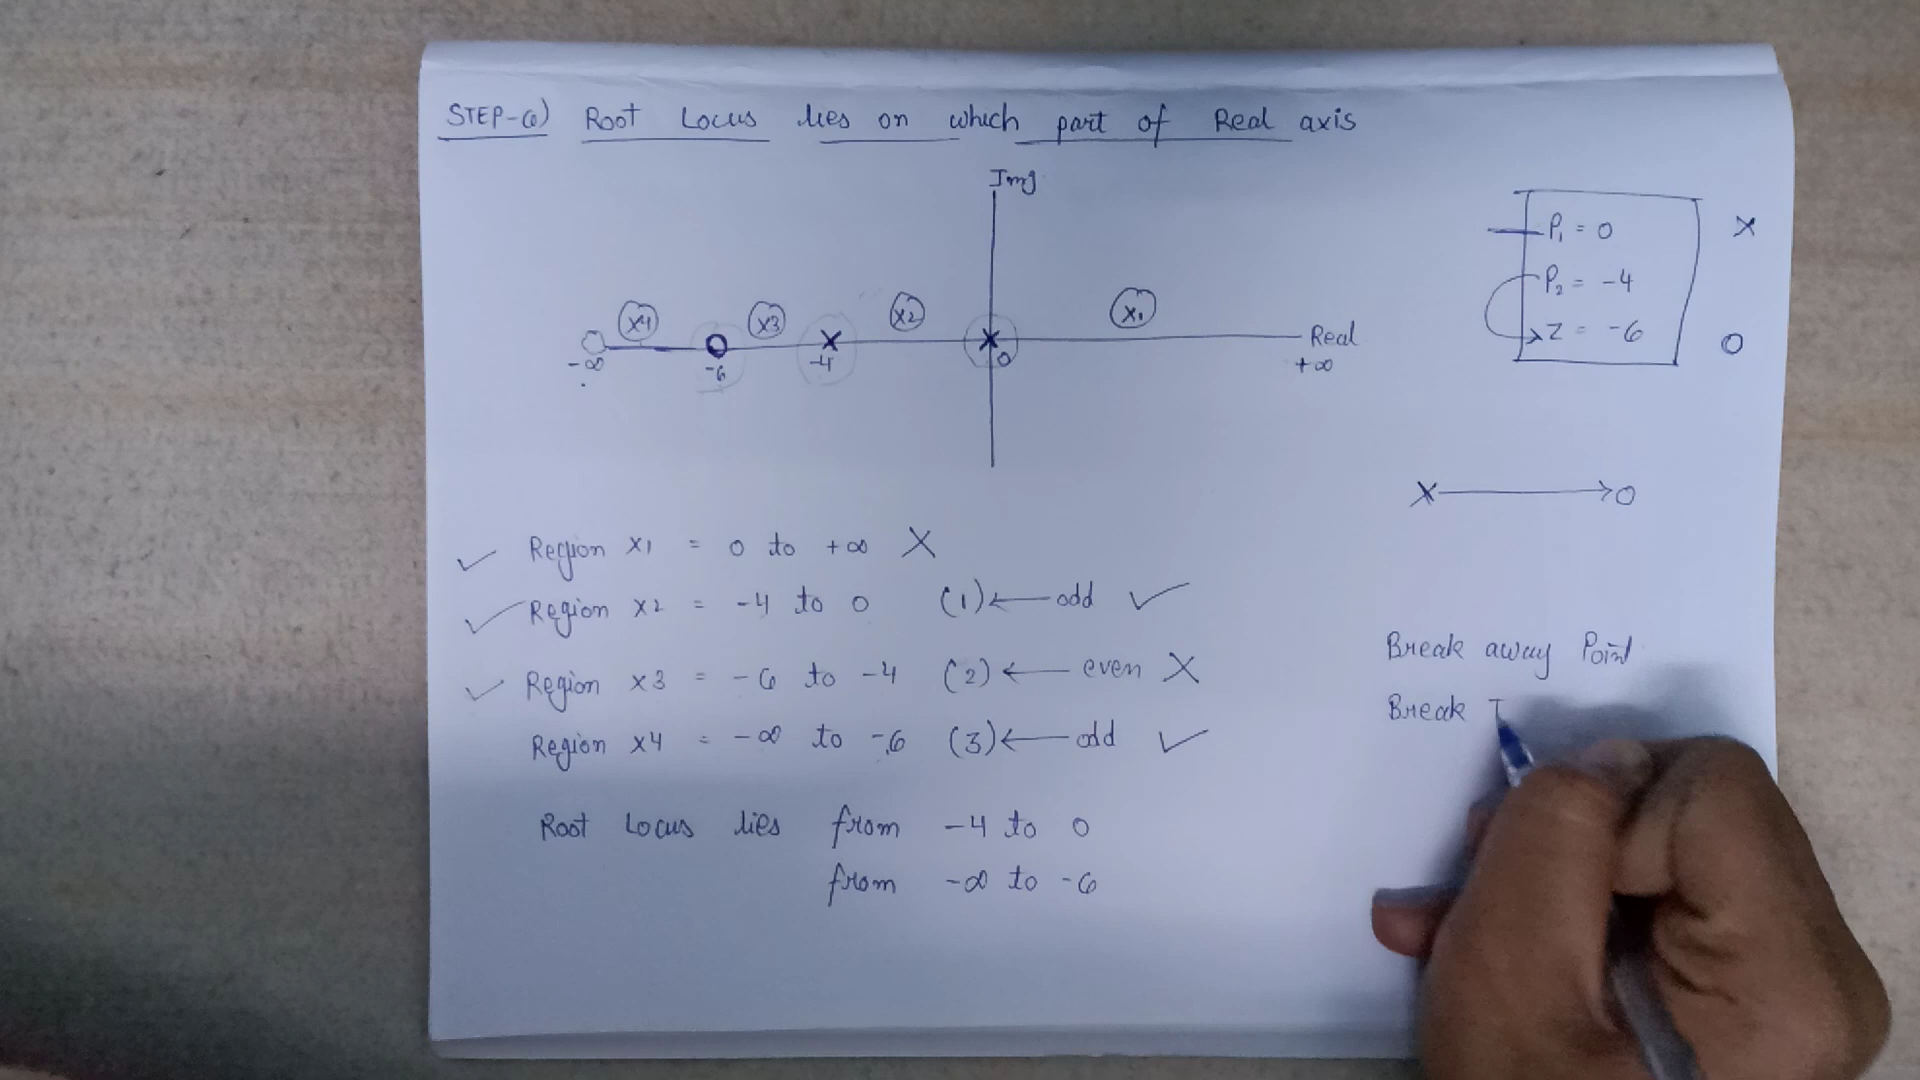 STEP-6) Root Locus lies on which part of Real axis
Img
X4 X3 X2 X1
-∞ -6 -4 0 +∞ Real
P1 = 0 X
P2 = -4
Z = -6 O
X → O
Region X1 = 0 to +∞ X
Region X2 = -4 to 0 (1) ← odd ✓
Region X3 = -6 to -4 (2) ← even X
Region X4 = -∞ to -6 (3) ← odd ✓
Root Locus lies from -4 to 0
from -∞ to -6
Break away Point
Break I